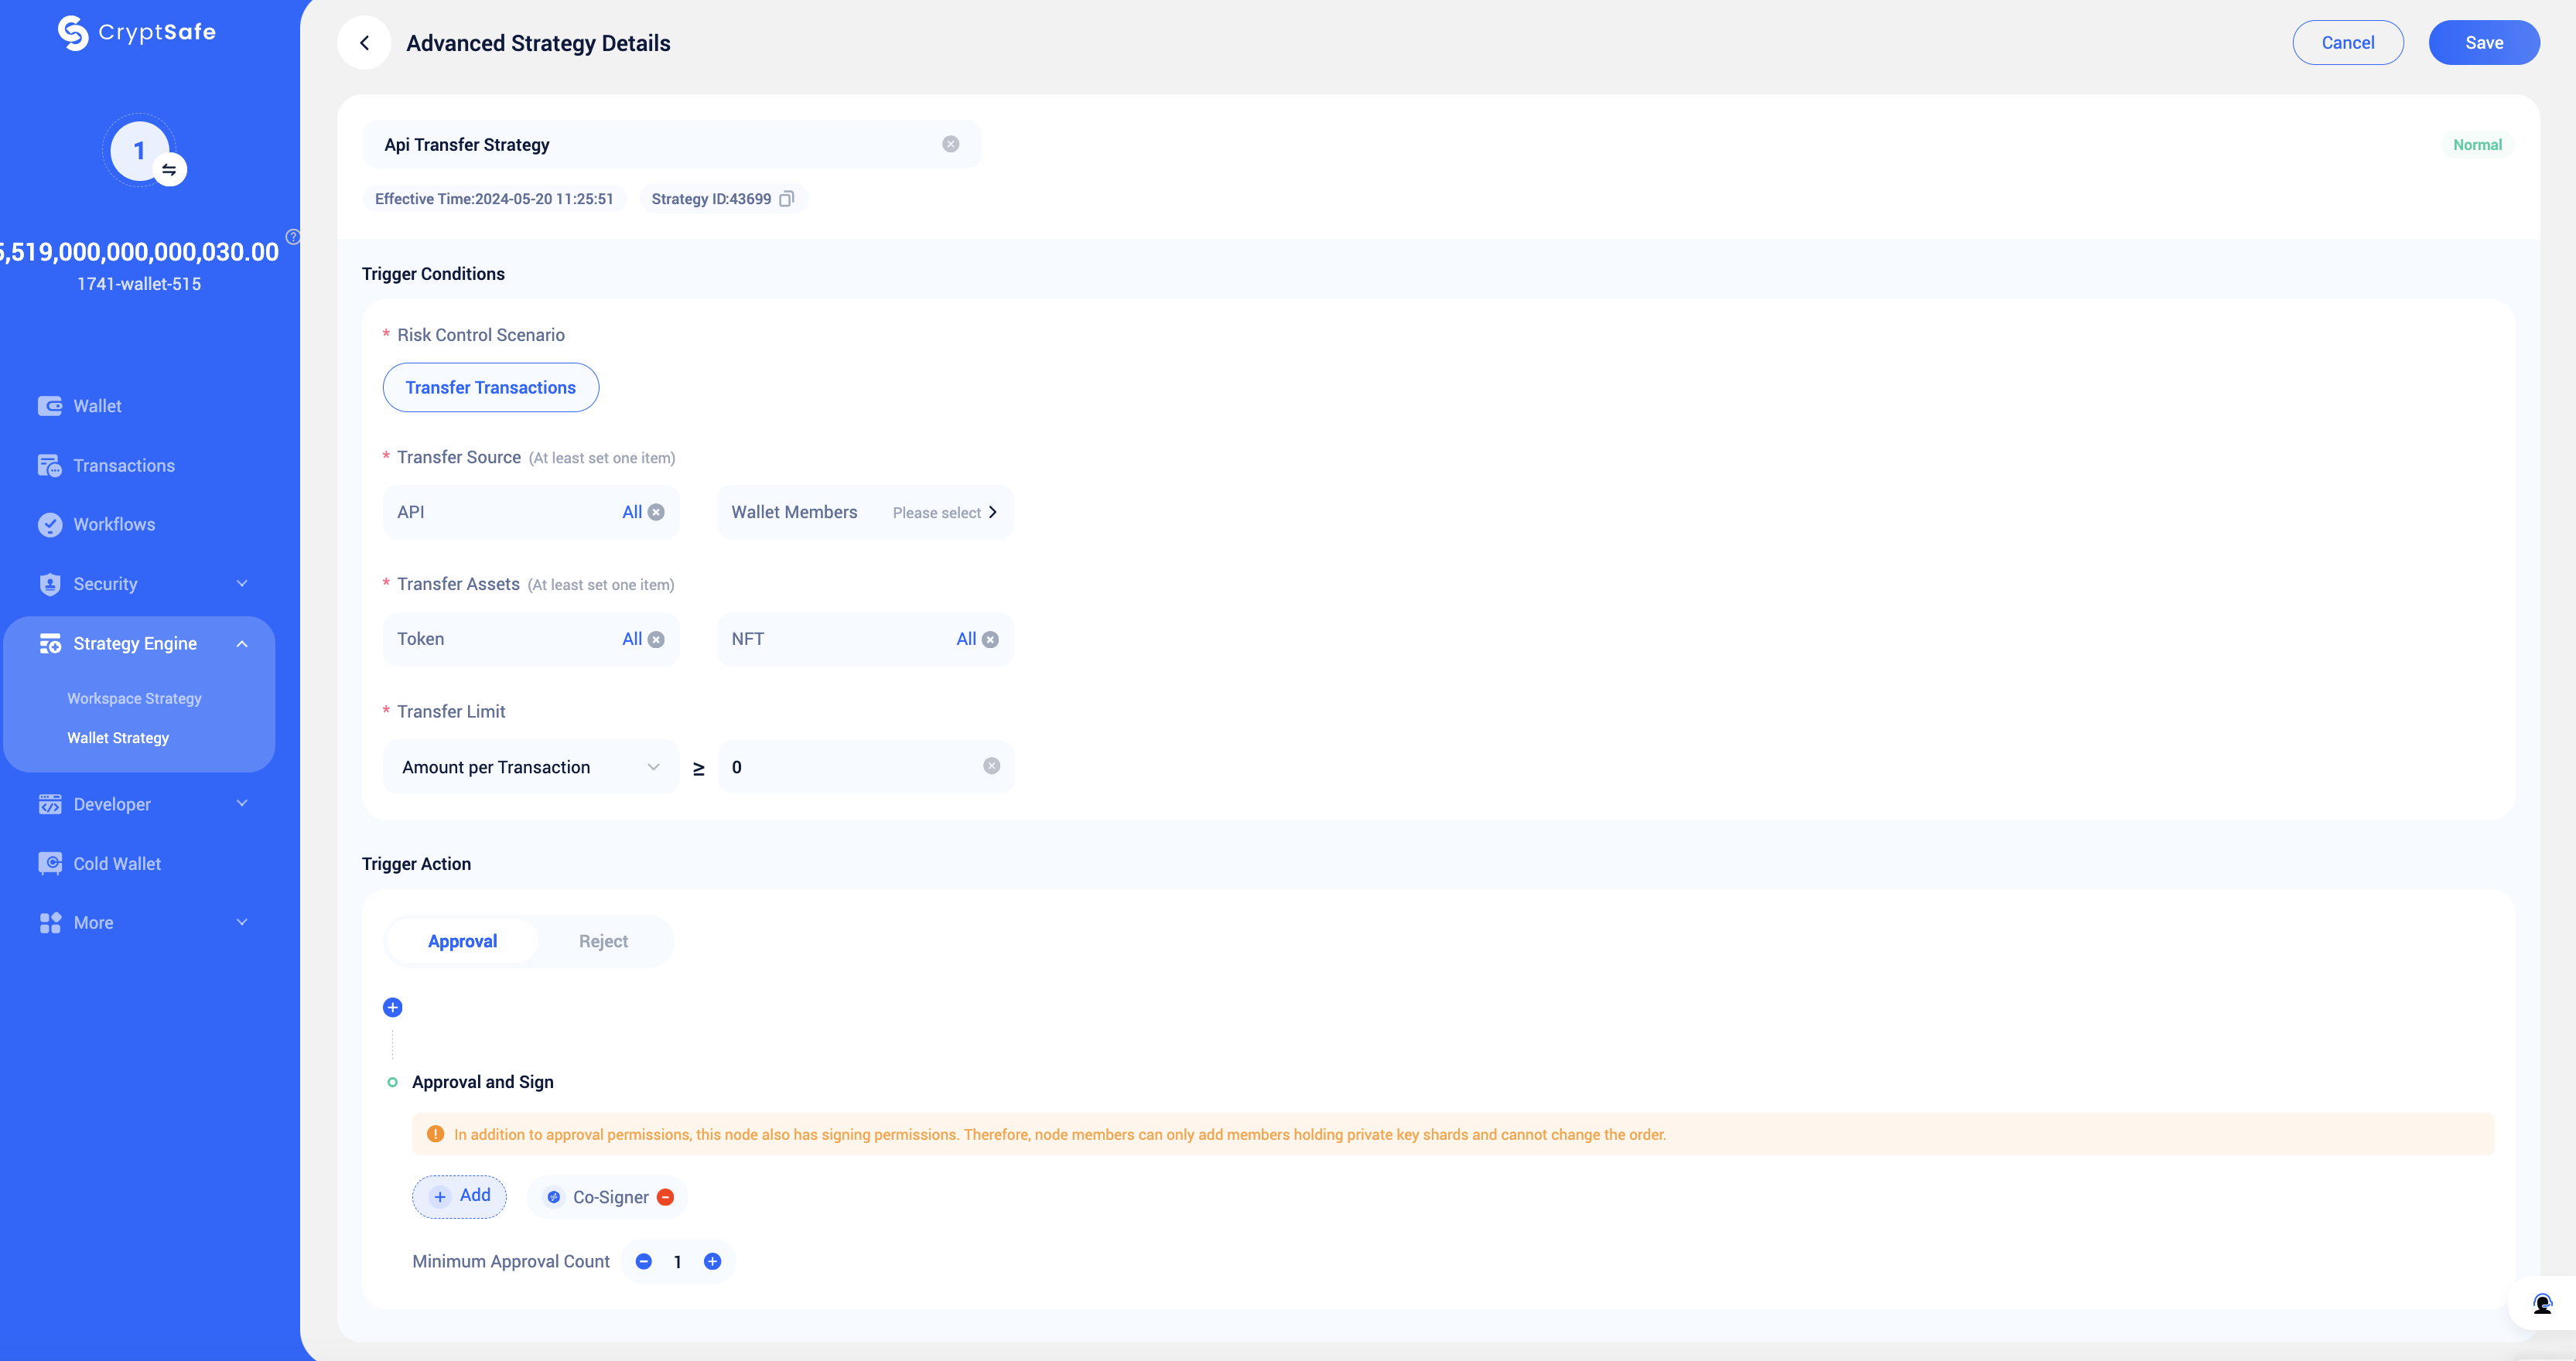 CryptSafe
1
5,519,000,000,000,030.00
1741-wallet-515
Wallet
Transactions
Workflows
Security
Strategy Engine
Workspace Strategy
Wallet Strategy
Developer
Cold Wallet
More
Advanced Strategy Details
Cancel
Save
Api Transfer Strategy
Normal
Effective Time:2024-05-20 11:25:51
Strategy ID:43699
Trigger Conditions
* Risk Control Scenario
Transfer Transactions
* Transfer Source (At least set one item)
API All
Wallet Members Please select
* Transfer Assets (At least set one item)
Token All
NFT All
* Transfer Limit
Amount per Transaction ≥ 0
Trigger Action
Approval
Reject
Approval and Sign
In addition to approval permissions, this node also has signing permissions. Therefore, node members can only add members holding private key shards and cannot change the order.
+ Add
Co-Signer
Minimum Approval Count 1